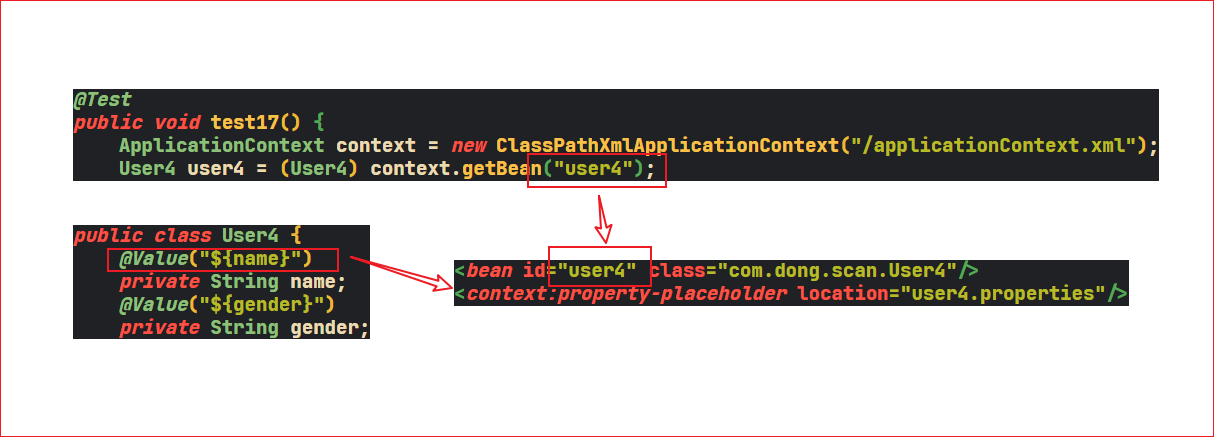 @Test
public void test17() {
    ApplicationContext context = new ClassPathXmlApplicationContext("/applicationContext.xml");
    User4 user4 = (User4) context.getBean("user4");
public class User4 {
    @Value("${name}")
    private String name;
    @Value("${gender}")
    private String gender;
<bean id="user4" class="com.dong.scan.User4"/>
<context:property-placeholder location="user4.properties"/>